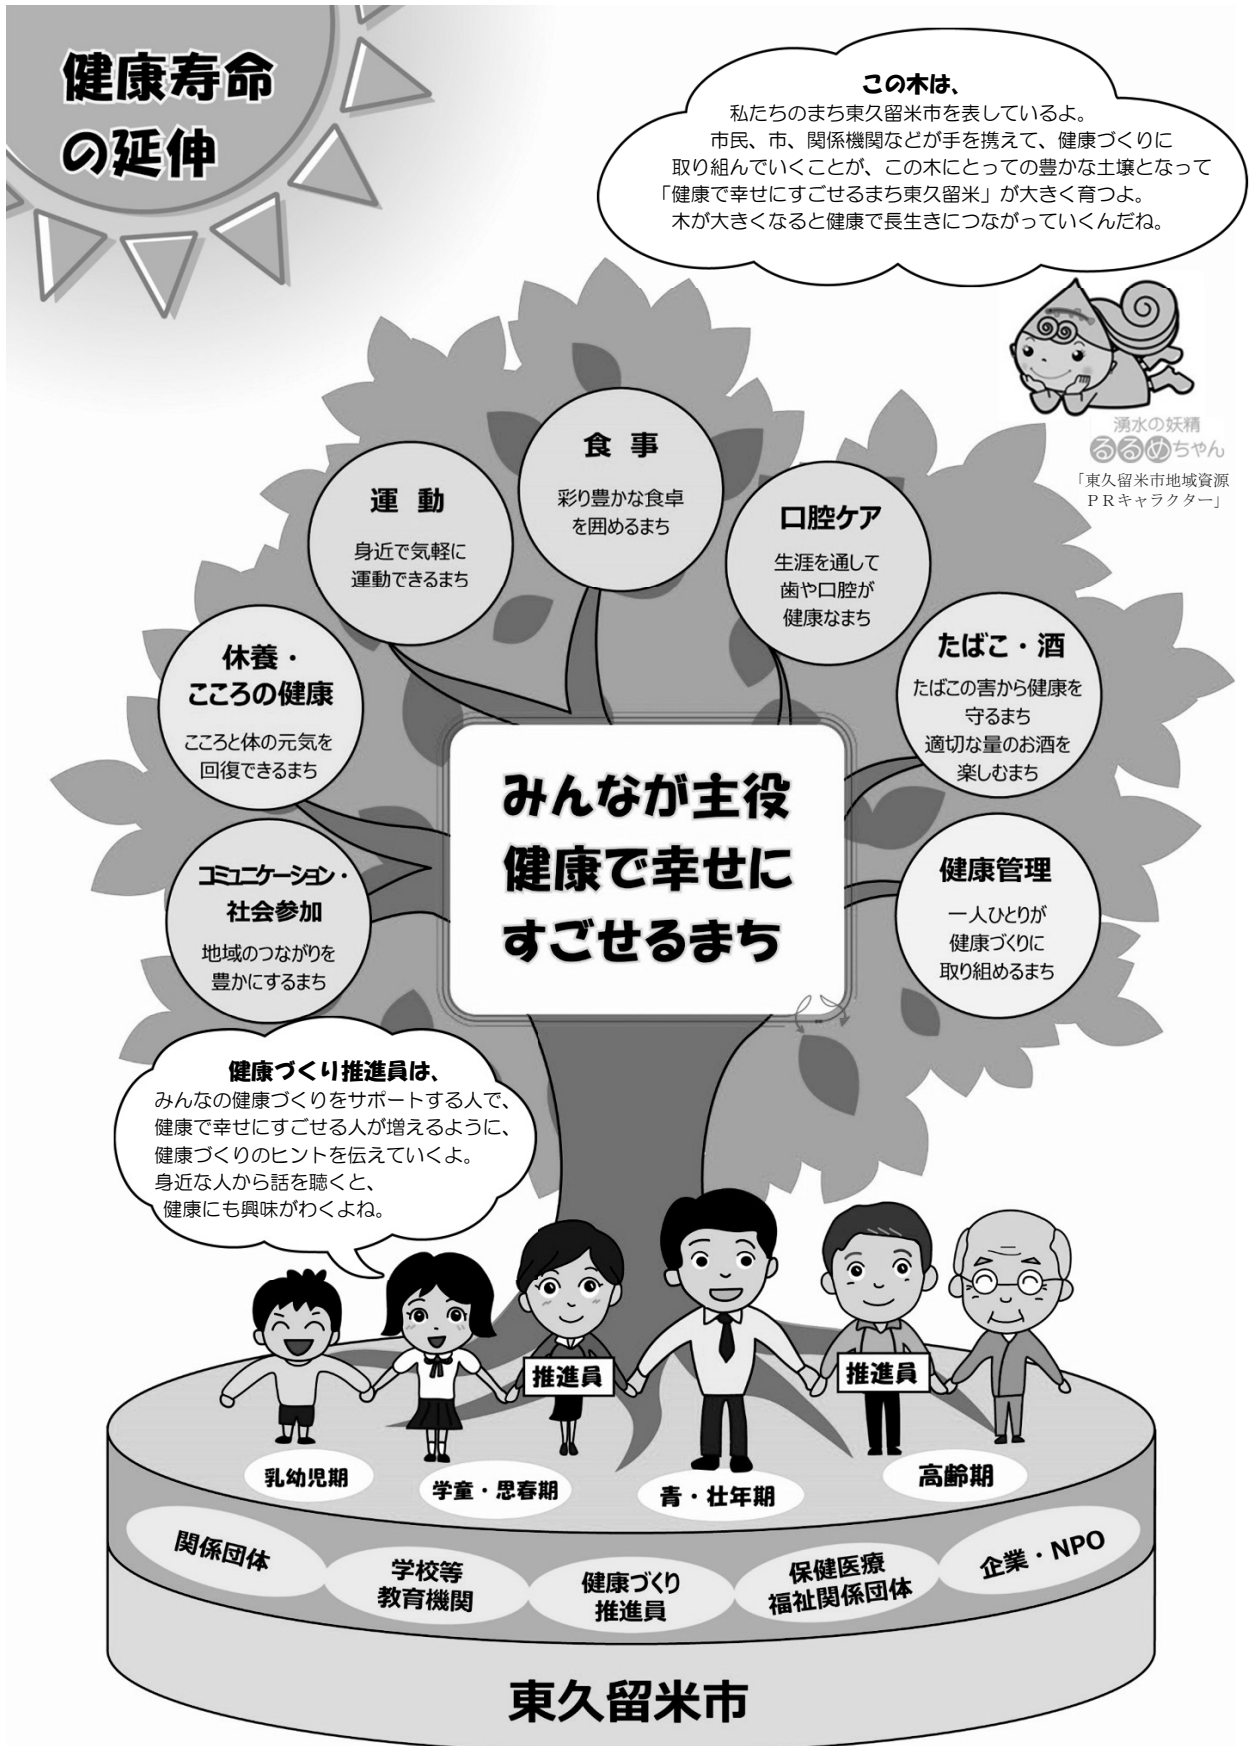 健康寿命
の延伸
この木は、
私たちのまち東久留米市を表しているよ。
市民、市、関係機関などが手を携えて、健康づくりに
取り組んでいくことが、この木にとっての豊かな土壌となって
「健康で幸せにすごせるまち東久留米」が大きく育つよ。
木が大きくなると健康で長生きにつながっていくんだね。
湧水の妖精
るるめちゃん
「東久留米市地域資源
ＰＲキャラクター」
食 事
彩り豊かな食卓
を囲めるまち
運 動
身近で気軽に
運動できるまち
口腔ケア
生涯を通して
歯や口腔が
健康なまち
休養・
こころの健康
こころと体の元気を
回復できるまち
たばこ・酒
たばこの害から健康を
守るまち
適切な量のお酒を
楽しむまち
コミュニケーション・
社会参加
地域のつながりを
豊かにするまち
健康管理
一人ひとりが
健康づくりに
取り組めるまち
みんなが主役
健康で幸せに
すごせるまち
健康づくり推進員は、
みんなの健康づくりをサポートする人で、
健康で幸せにすごせる人が増えるように、
健康づくりのヒントを伝えていくよ。
身近な人から話を聴くと、
健康にも興味がわくよね。
推進員
推進員
乳幼児期
学童・思春期
青・壮年期
高齢期
関係団体
学校等
教育機関
健康づくり
推進員
保健医療
福祉関係団体
企業・NPO
東久留米市